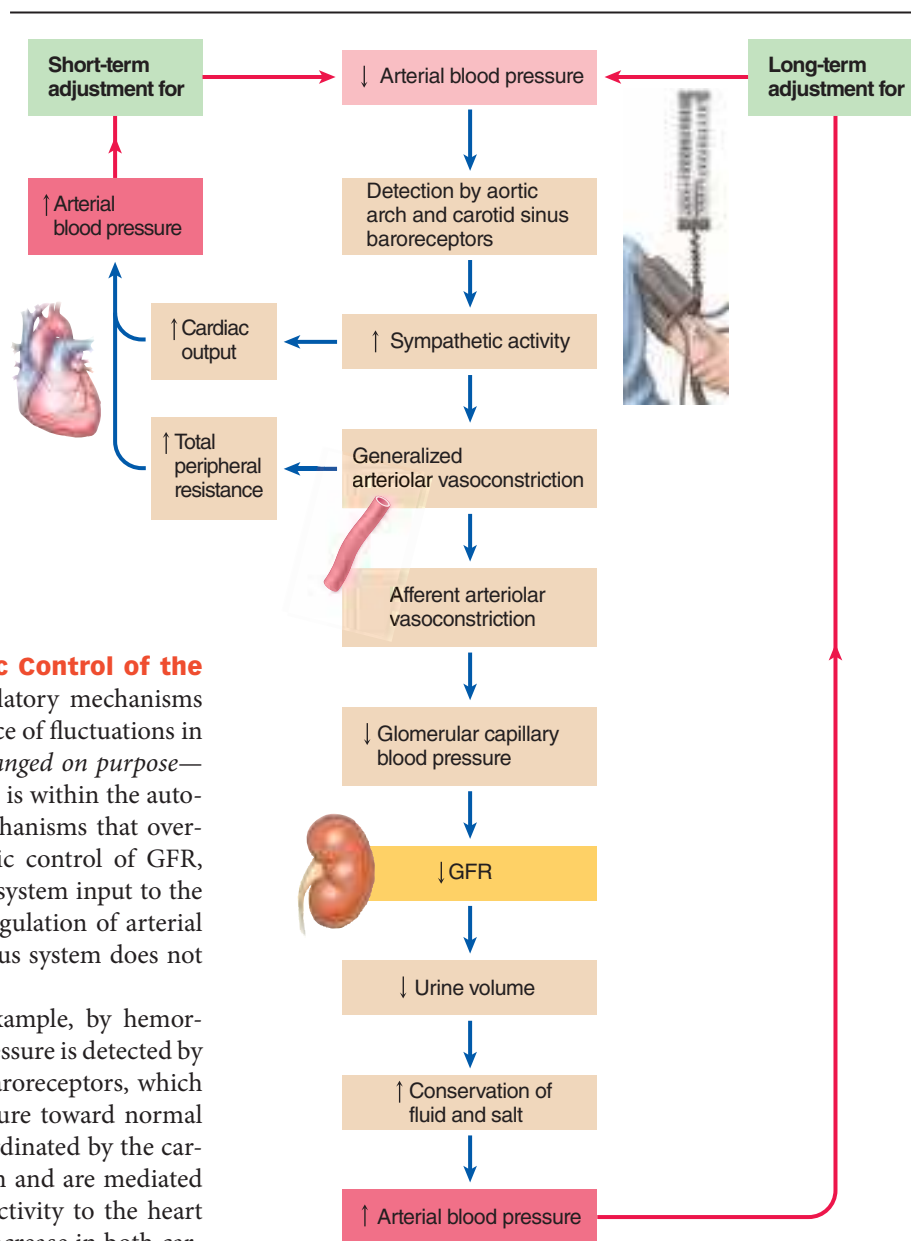 Short-term
adjustment for
↓ Arterial blood pressure
Long-term
adjustment for
↑ Arterial
blood pressure
Detection by aortic
arch and carotid sinus
baroreceptors
↑ Cardiac
output
↑ Sympathetic activity
↑ Total
peripheral
resistance
Generalized
arteriolar vasoconstriction
Afferent arteriolar
vasoconstriction
↓ Glomerular capillary
blood pressure
↓ GFR
↓ Urine volume
↑ Conservation of
fluid and salt
↑ Arterial blood pressure
c Control of the
latory mechanisms
ce of fluctuations in
anged on purpose—
is within the auto-
hanisms that over-
ic control of GFR,
system input to the
gulation of arterial
us system does not
xample, by hemor-
essure is detected by
aroreceptors, which
ure toward normal
rdinated by the car-
n and are mediated
ctivity to the heart